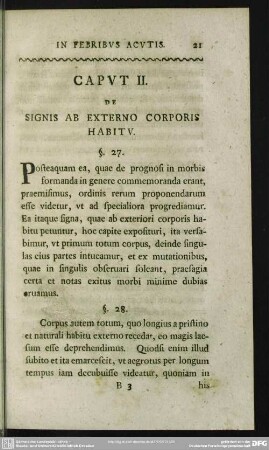 IN FEBRIBVS ACVTIS. 21
CAPVT II.
DE
SIGNIS AB EXTERNO CORPORIS
HABITV.
§. 27.
Posteaquam ea, quae de prognosi in morbis
formanda in genere commemoranda erant,
praemisimus, ordinis rerum proponendarum
esse videtur, vt ad specialiora progrediamur.
Ea itaque signa, quae ab exteriori corporis ha-
bitu petuntur, hoc capite exposituri, ita versa-
bimur, vt primum totum corpus, deinde singu-
las eius partes intueamur, et ex mutationibus,
quae in singulis obseruari solent, praesagia
certa et notas exitus morbi minime dubias
eruamus.
§. 28.
Corpus autem totum, quo longius a pristino
et naturali habitu externo recedat, eo magis lae-
sum esse deprehendimus. Quodsi enim illud
subito et ita emarcescit, vt aegrotus per longum
tempus iam decubuisse videatur, quoniam in
B 3 his